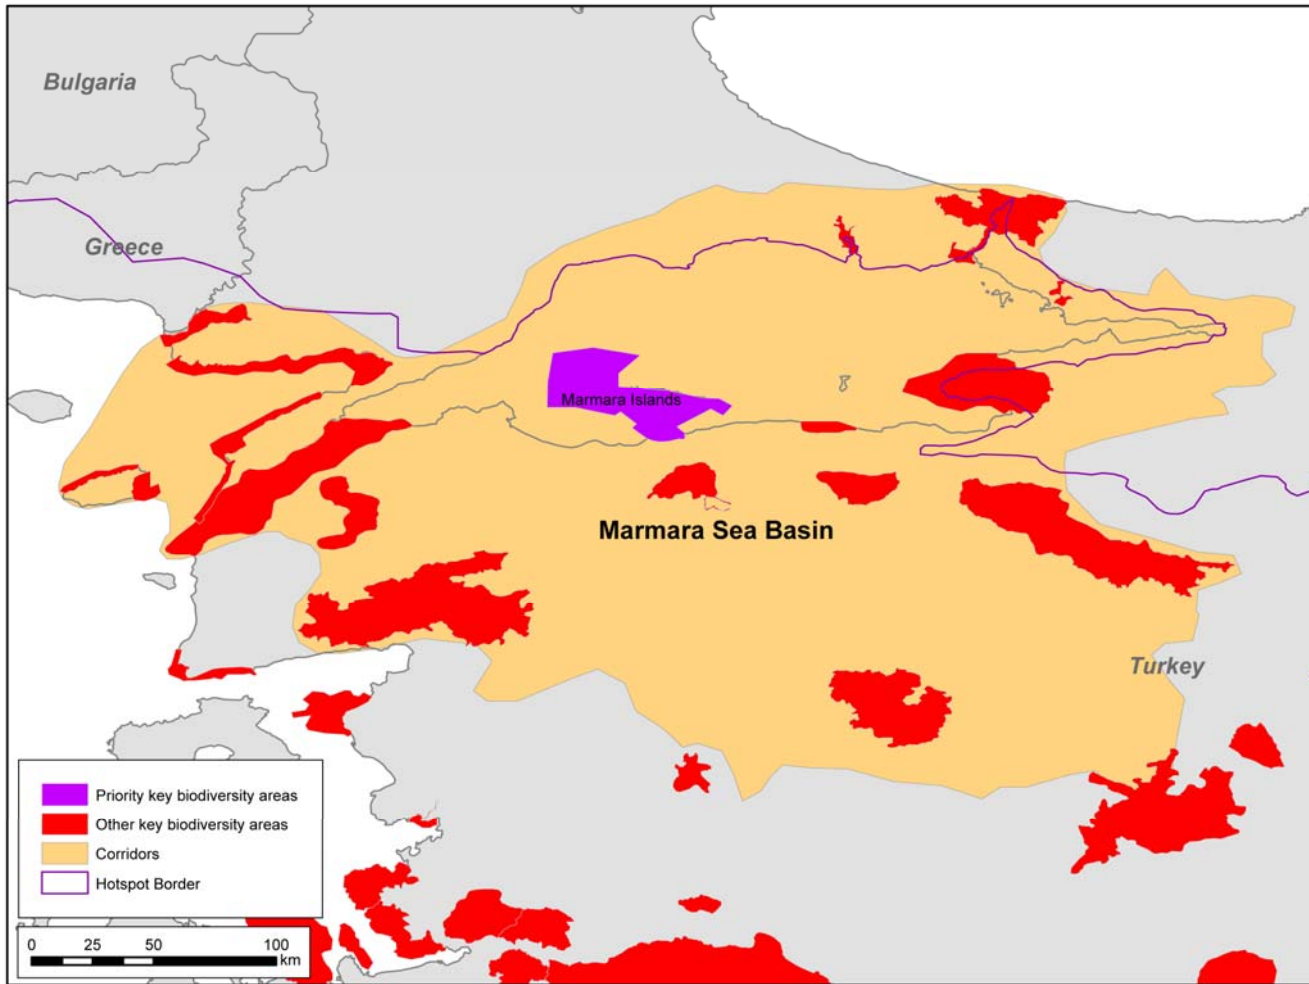 Bulgaria
Greece
Marmara Islands
Marmara Sea Basin
Turkey
Priority key biodiversity areas
Other key biodiversity areas
Corridors
Hotspot Border
0 25 50 100
km